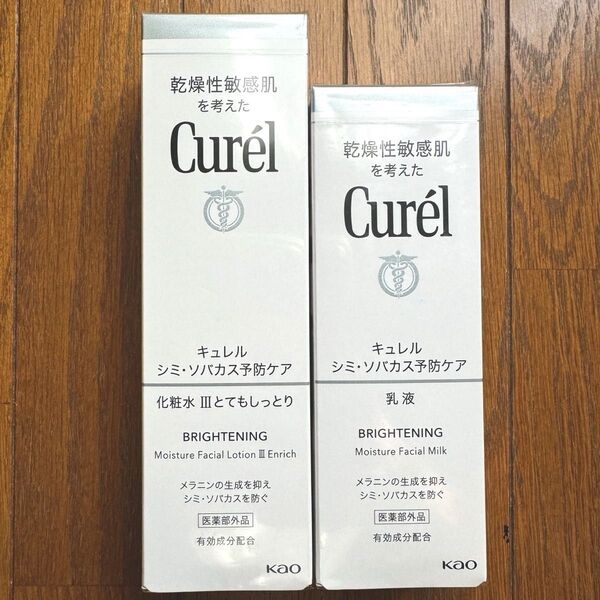 乾燥性敏感肌
を考えた
Curél
キュレル
シミ・ソバカス予防ケア
化粧水 Ⅲとてもしっとり
BRIGHTENING
Moisture Facial Lotion Ⅲ Enrich
メラニンの生成を抑え
シミ・ソバカスを防ぐ
医薬部外品
有効成分配合
Kao
乾燥性敏感肌
を考えた
Curél
キュレル
シミ・ソバカス予防ケア
乳液
BRIGHTENING
Moisture Facial Milk
メラニンの生成を抑え
シミ・ソバカスを防ぐ
医薬部外品
有効成分配合
Kao